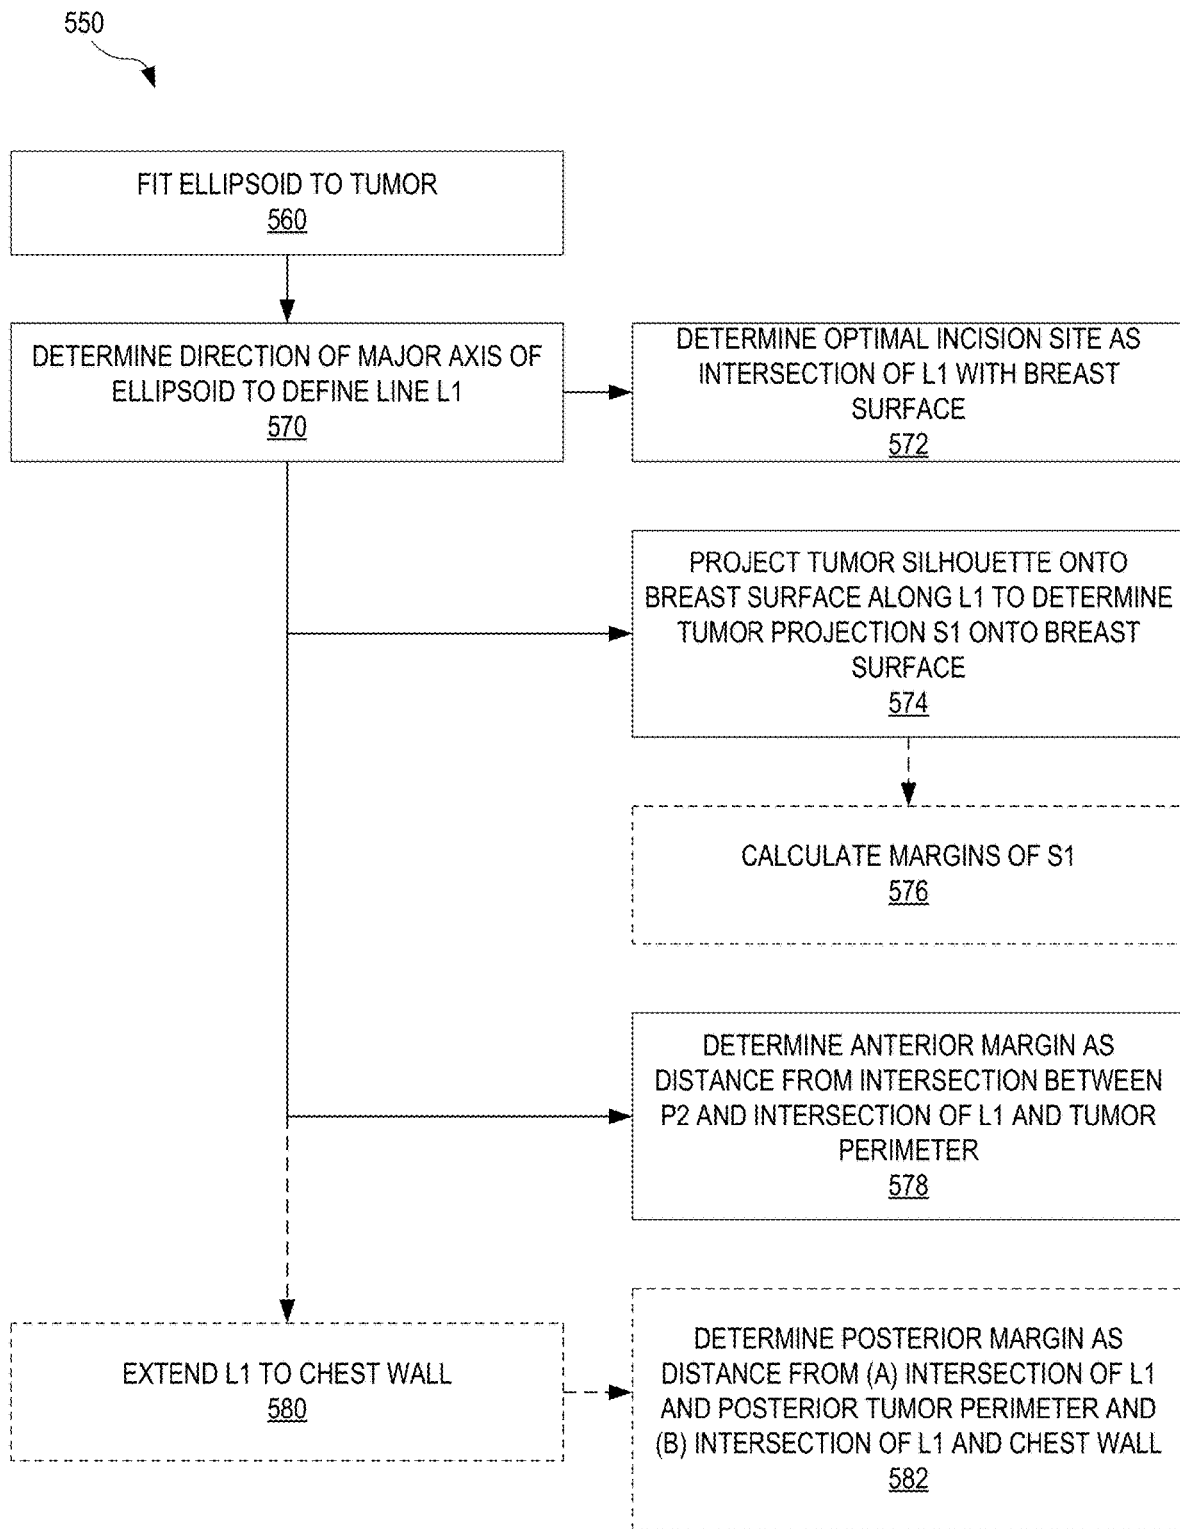 550
FIT ELLIPSOID TO TUMOR
560
DETERMINE DIRECTION OF MAJOR AXIS OF
ELLIPSOID TO DEFINE LINE L1
570
DETERMINE OPTIMAL INCISION SITE AS
INTERSECTION OF L1 WITH BREAST
SURFACE
572
PROJECT TUMOR SILHOUETTE ONTO
BREAST SURFACE ALONG L1 TO DETERMINE
TUMOR PROJECTION S1 ONTO BREAST
SURFACE
574
CALCULATE MARGINS OF S1
576
DETERMINE ANTERIOR MARGIN AS
DISTANCE FROM INTERSECTION BETWEEN
P2 AND INTERSECTION OF L1 AND TUMOR
PERIMETER
578
EXTEND L1 TO CHEST WALL
580
DETERMINE POSTERIOR MARGIN AS
DISTANCE FROM (A) INTERSECTION OF L1
AND POSTERIOR TUMOR PERIMETER AND
(B) INTERSECTION OF L1 AND CHEST WALL
582